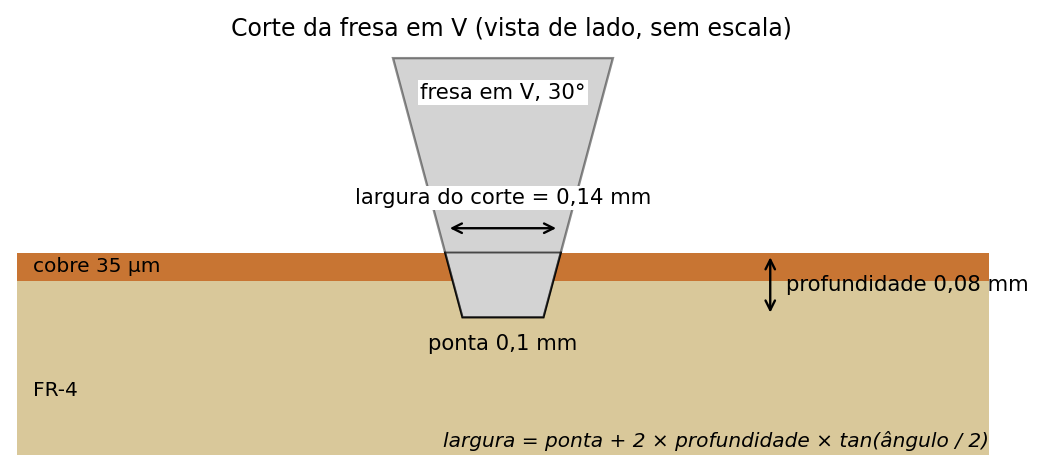 Corte da fresa em V (vista de lado, sem escala)
fresa em V, 30°
largura do corte = 0,14 mm
cobre 35 µm
profundidade 0,08 mm
ponta 0,1 mm
FR-4
largura = ponta + 2 × profundidade × tan(ângulo / 2)